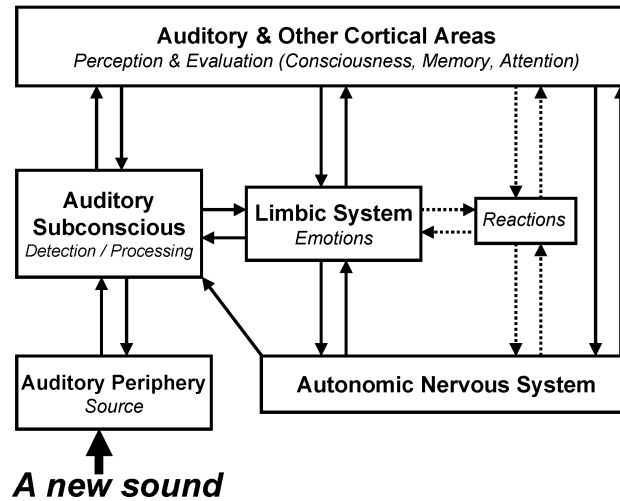 Auditory & Other Cortical Areas
Perception & Evaluation (Consciousness, Memory, Attention)
Auditory
Subconscious
Detection / Processing
Limbic System
Emotions
Reactions
Auditory Periphery
Source
Autonomic Nervous System
A new sound